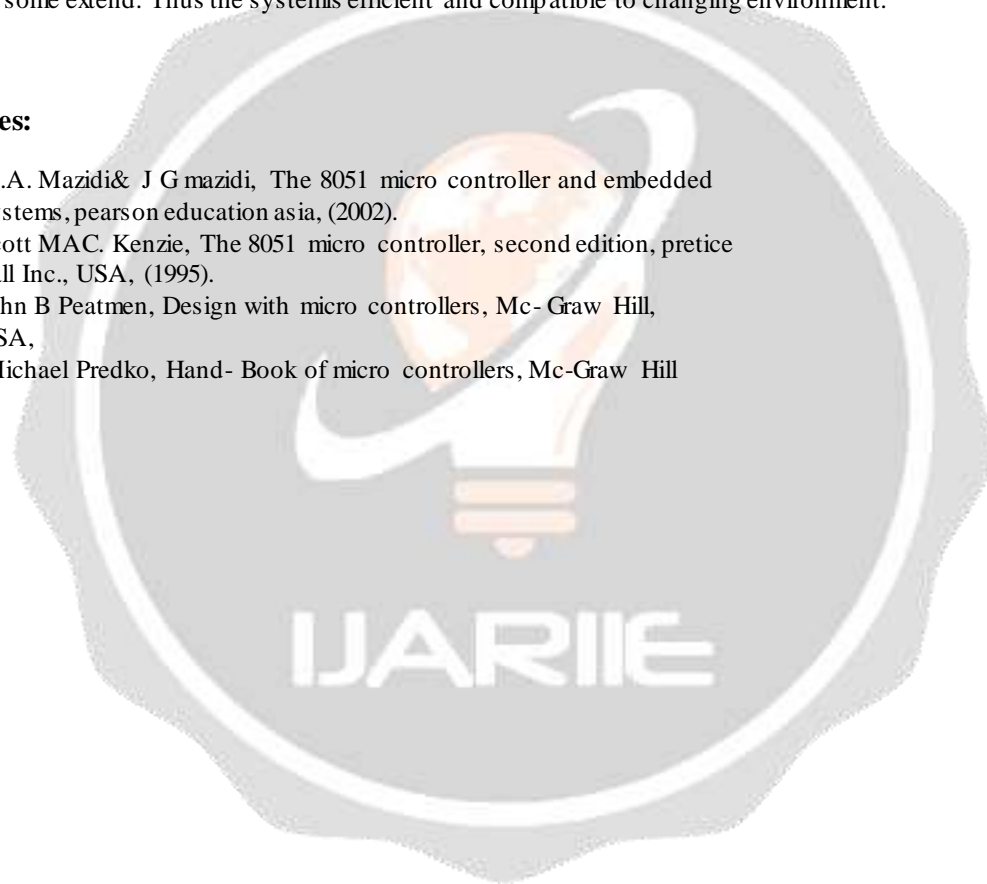 some extend. Thus the system is efficient and compatible to changing environment.
es:
.A. Mazidi& J G mazidi, The 8051 micro controller and embedded
stems, pearson education asia, (2002).
cott MAC. Kenzie, The 8051 micro controller, second edition, pretice
ll Inc., USA, (1995).
hn B Peatmen, Design with micro controllers, Mc- Graw Hill,
SA,
ichael Predko, Hand- Book of micro controllers, Mc-Graw Hill
IJARIIE